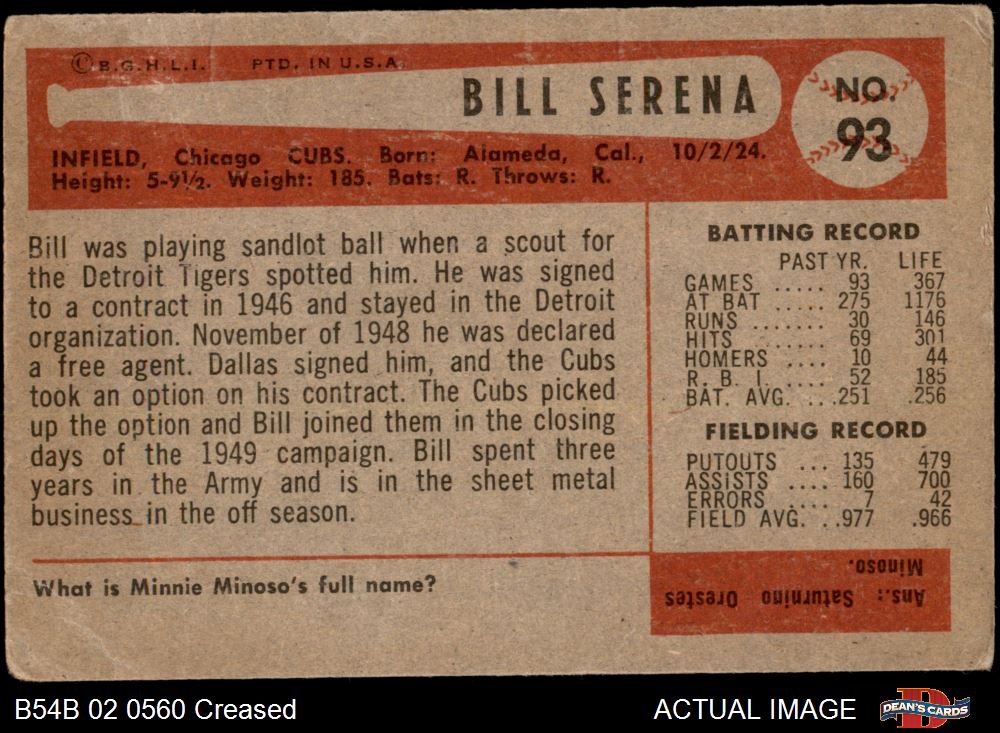 © B.G.H.L.I. PTD. IN U.S.A.
BILL SERENA
NO.
93
INFIELD, Chicago CUBS. Born: Alameda, Cal., 10/2/24.
Height: 5-9½. Weight: 185. Bats: R. Throws: R.
Bill was playing sandlot ball when a scout for
the Detroit Tigers spotted him. He was signed
to a contract in 1946 and stayed in the Detroit
organization. November of 1948 he was declared
a free agent. Dallas signed him, and the Cubs
took an option on his contract. The Cubs picked
up the option and Bill joined them in the closing
days of the 1949 campaign. Bill spent three
years in the Army and is in the sheet metal
business in the off season.
What is Minnie Minoso's full name?
BATTING RECORD
PAST YR. LIFE
GAMES ..... 93 367
AT BAT ..... 275 1176
RUNS ....... 30 146
HITS ....... 69 301
HOMERS .... 10 44
R. B. I. ..... 52 185
BAT. AVG. ...251 .256
FIELDING RECORD
PUTOUTS ... 135 479
ASSISTS .... 160 700
ERRORS .... 7 42
FIELD AVG. ..977 .966
Ans.: Saturnino Orestes
Minoso.
B54B 02 0560 Creased
ACTUAL IMAGE
D
DEAN'S CARDS